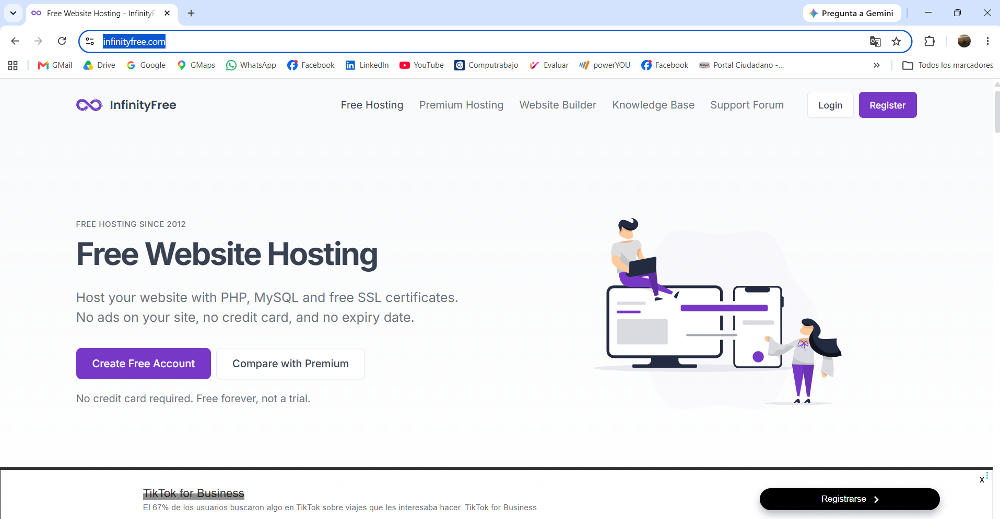 Free Website Hosting - InfinityF
Pregunta a Gemini
infinityfree.com
GMail Drive Google GMaps WhatsApp Facebook LinkedIn YouTube Computrabajo Evaluar powerYOU Facebook Portal Ciudadano -... Todos los marcadores
InfinityFree
Free Hosting Premium Hosting Website Builder Knowledge Base Support Forum Login Register
FREE HOSTING SINCE 2012
Free Website Hosting
Host your website with PHP, MySQL and free SSL certificates.
No ads on your site, no credit card, and no expiry date.
Create Free Account Compare with Premium
No credit card required. Free forever, not a trial.
x
TikTok for Business
El 67% de los usuarios buscaron algo en TikTok sobre viajes que les interesaba hacer. TikTok for Business
Registrarse